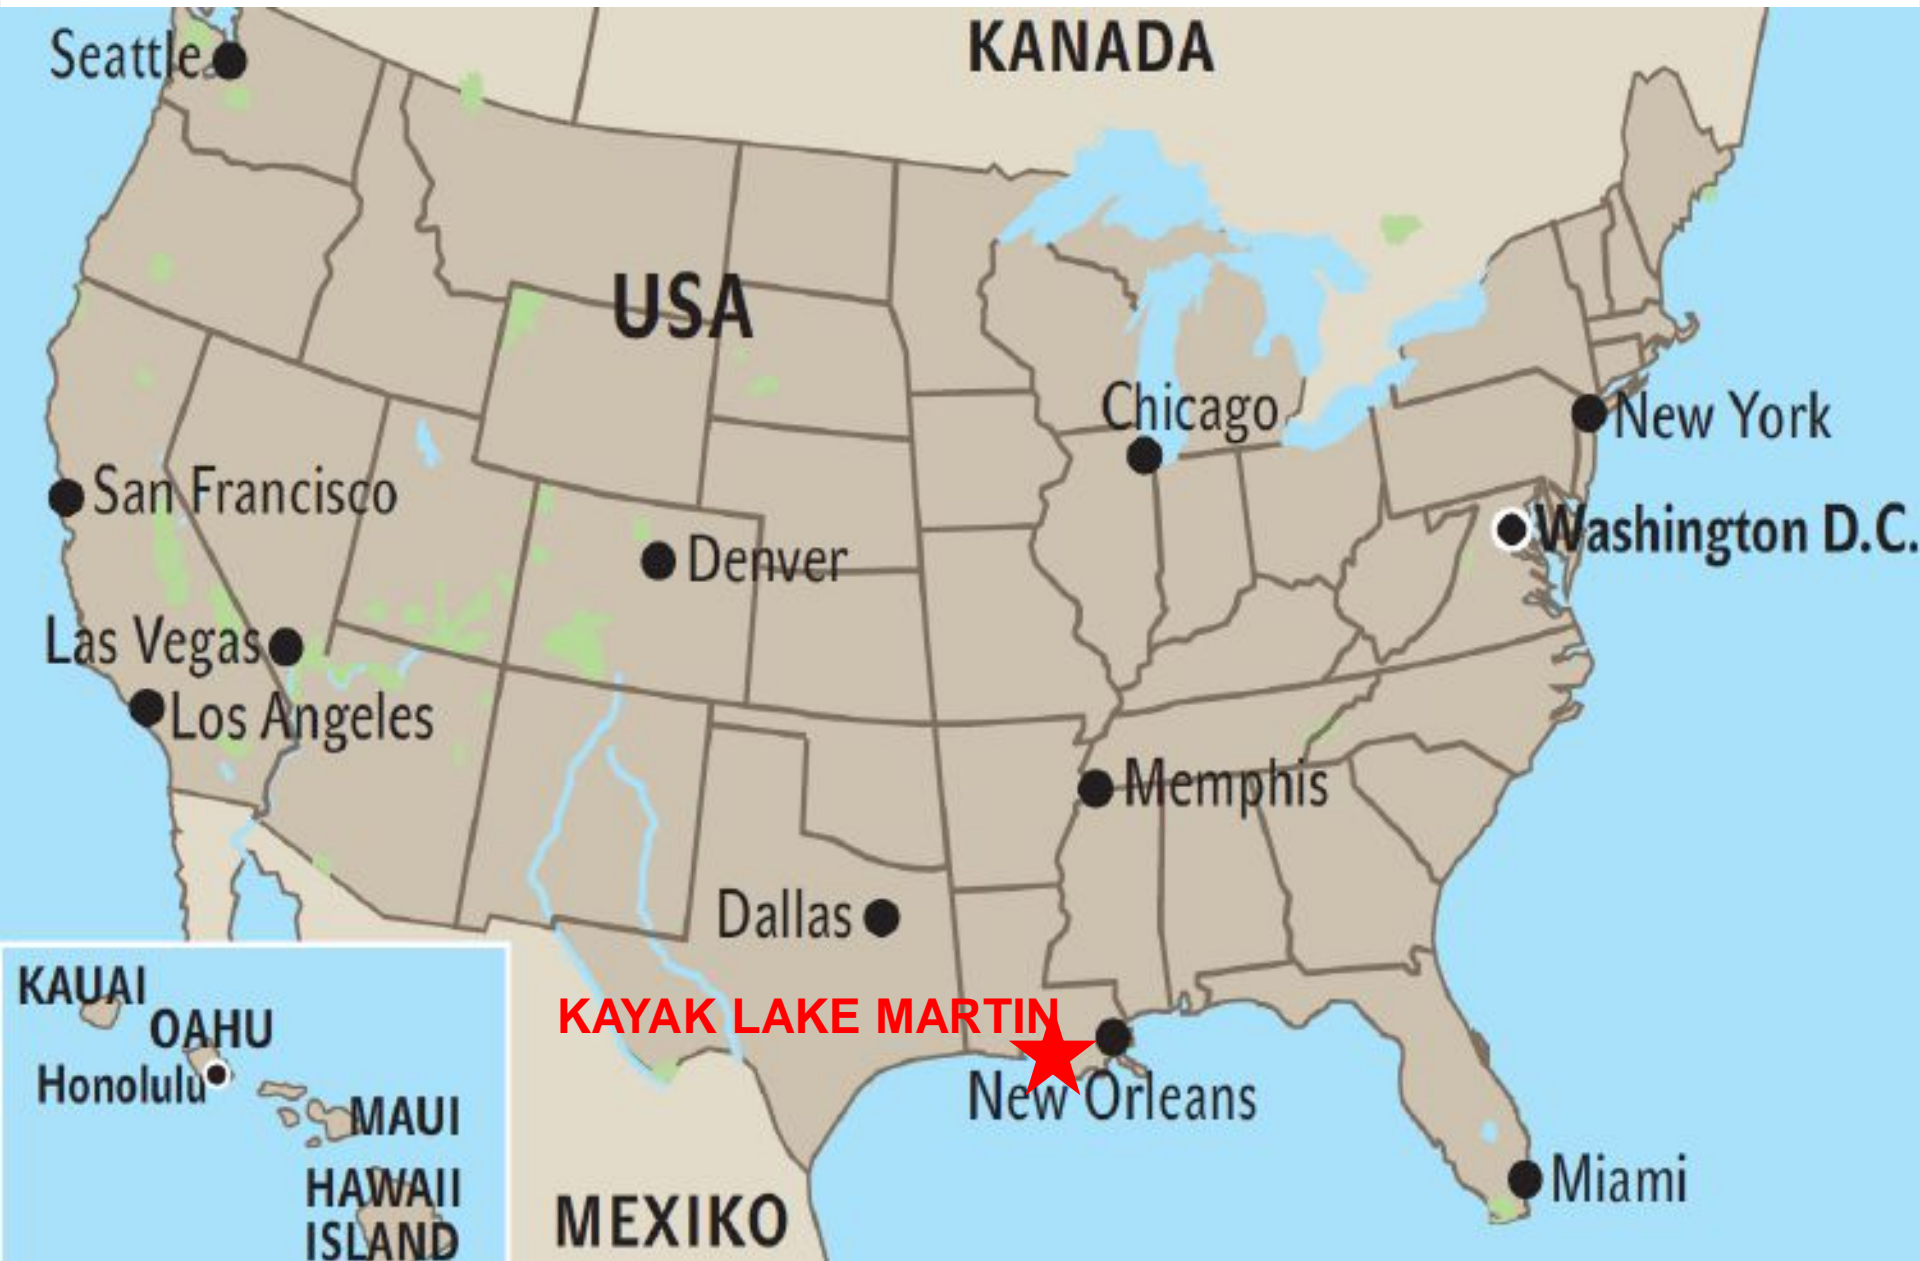 KANADA
Seattle
USA
Chicago
New York
San Francisco
Washington D.C.
Denver
Las Vegas
Los Angeles
Memphis
Dallas
KAYAK LAKE MARTIN
New Orleans
Miami
KAUAI
OAHU
Honolulu
MAUI
HAWAII
ISLAND
MEXIKO